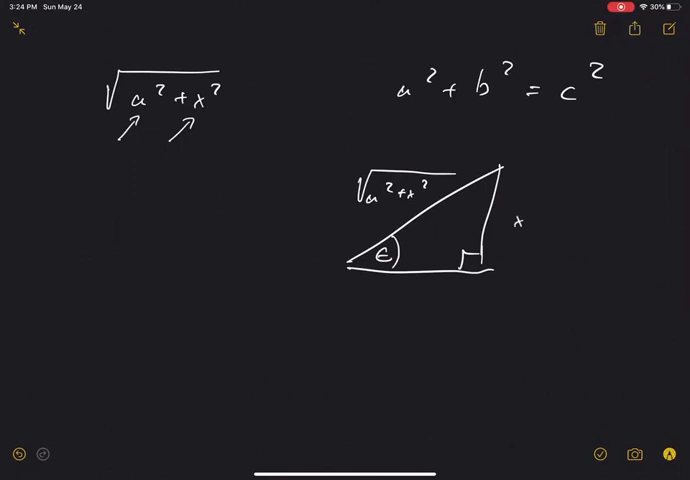 3:24 PM Sun May 24
30%
√(a² + x²)
a² + b² = c²
√(a² + x²)
x
ϵ